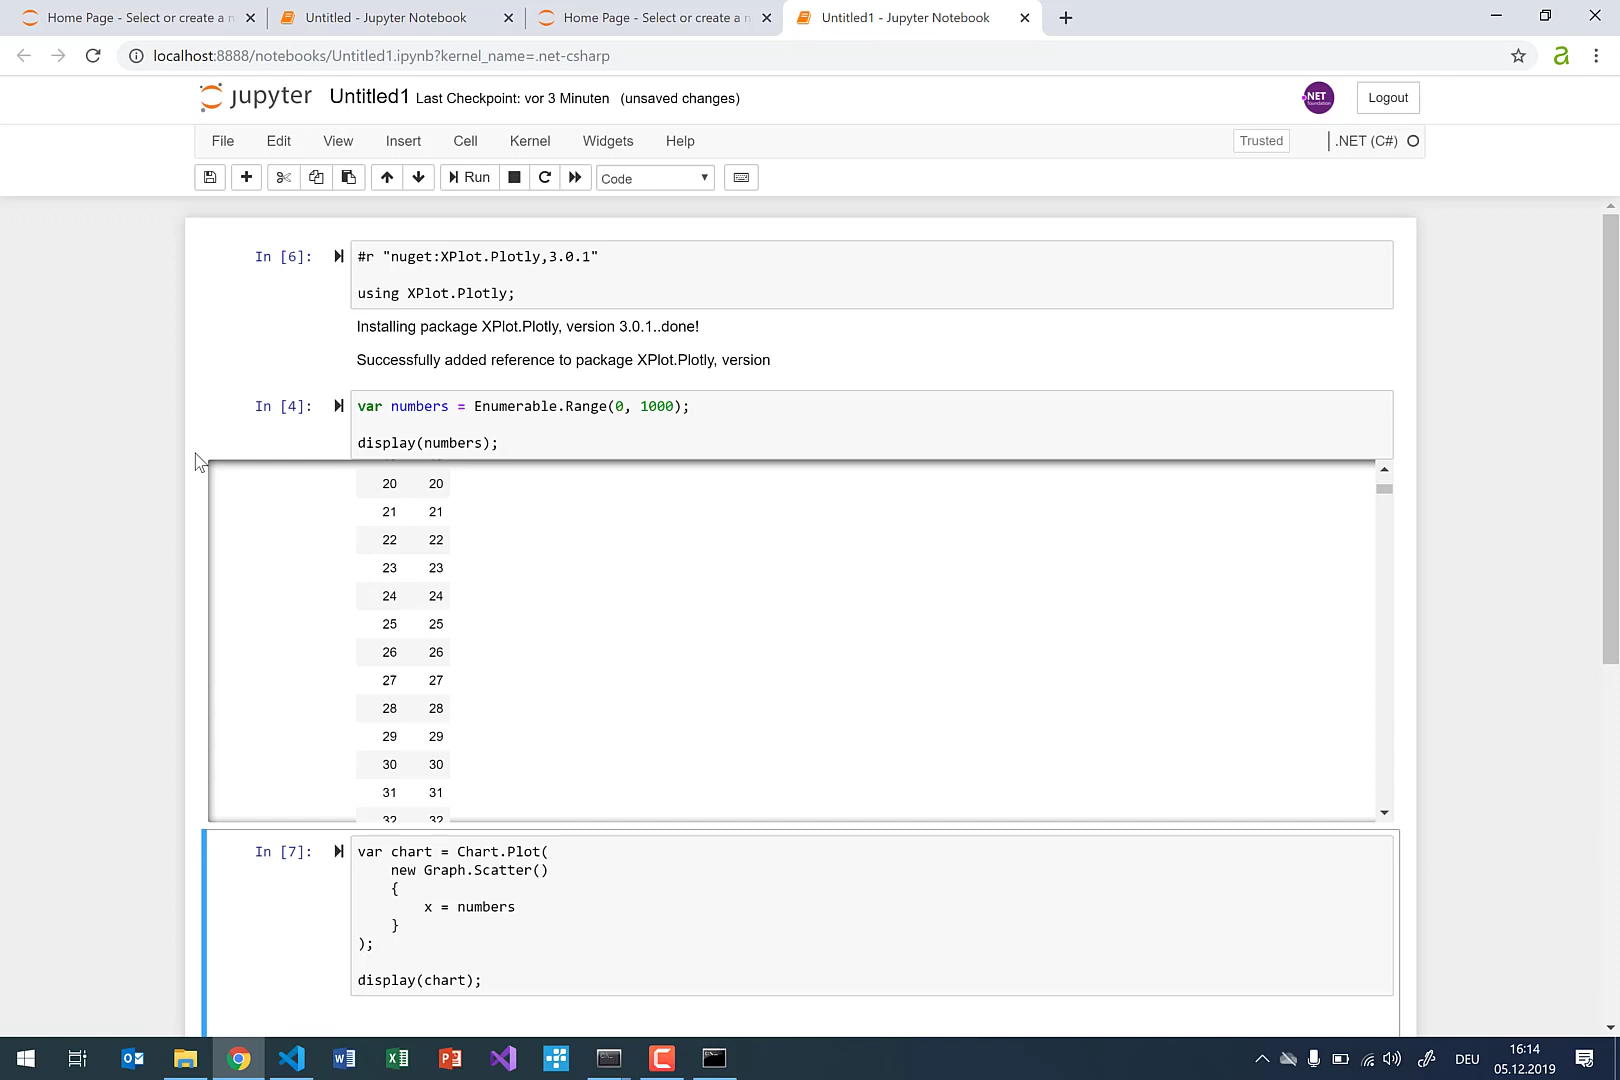 Home Page - Select or create a n
Untitled - Jupyter Notebook
Home Page - Select or create a n
Untitled1 - Jupyter Notebook
localhost:8888/notebooks/Untitled1.ipynb?kernel_name=.net-csharp
a
jupyter Untitled1 Last Checkpoint: vor 3 Minuten (unsaved changes)
.NET
foundation
Logout
File Edit View Insert Cell Kernel Widgets Help
Trusted
.NET (C#)
Run
Code
In [6]:
#r "nuget:XPlot.Plotly,3.0.1"
using XPlot.Plotly;
Installing package XPlot.Plotly, version 3.0.1..done!
Successfully added reference to package XPlot.Plotly, version
In [4]:
var numbers = Enumerable.Range(0, 1000);
display(numbers);
20 20
21 21
22 22
23 23
24 24
25 25
26 26
27 27
28 28
29 29
30 30
31 31
32 32
In [7]:
var chart = Chart.Plot(
    new Graph.Scatter()
    {
        x = numbers
    }
);
display(chart);
DEU
16:14
05.12.2019